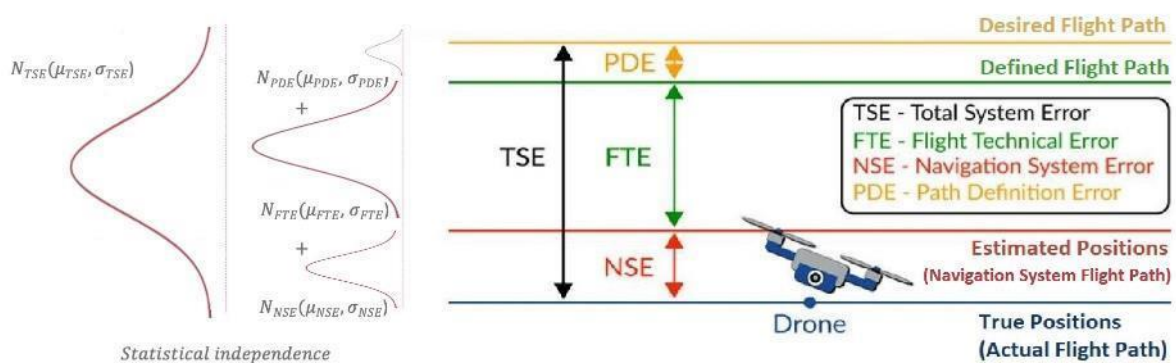 N_TSE(μ_TSE, σ_TSE)
N_PDE(μ_PDE, σ_PDE)
+
N_FTE(μ_FTE, σ_FTE)
+
N_NSE(μ_NSE, σ_NSE)
Statistical independence
Desired Flight Path
PDE
Defined Flight Path
TSE
FTE
TSE - Total System Error
FTE - Flight Technical Error
NSE - Navigation System Error
PDE - Path Definition Error
NSE
Estimated Positions
(Navigation System Flight Path)
Drone
True Positions
(Actual Flight Path)